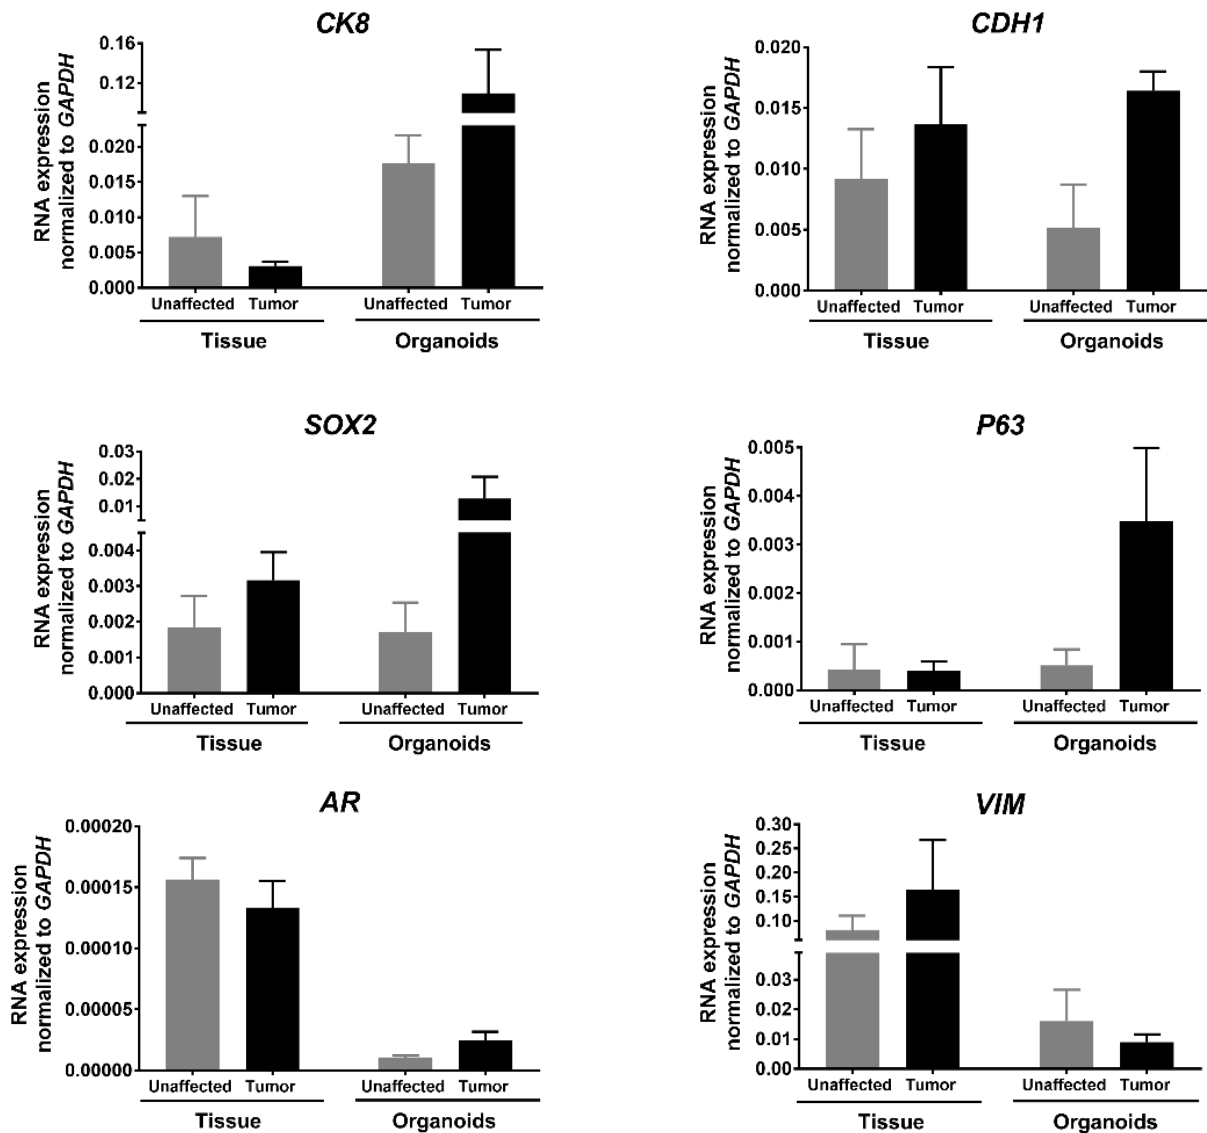 CK8
RNA expression
normalized to GAPDH
0.16
0.12
0.020
0.015
0.010
0.005
0.000
Unaffected Tumor Unaffected Tumor
Tissue Organoids
CDH1
RNA expression
normalized to GAPDH
0.020
0.015
0.010
0.005
0.000
Unaffected Tumor Unaffected Tumor
Tissue Organoids
SOX2
RNA expression
normalized to GAPDH
0.03
0.02
0.01
0.004
0.003
0.002
0.001
0.000
Unaffected Tumor Unaffected Tumor
Tissue Organoids
P63
RNA expression
normalized to GAPDH
0.005
0.004
0.003
0.002
0.001
0.000
Unaffected Tumor Unaffected Tumor
Tissue Organoids
AR
RNA expression
normalized to GAPDH
0.00020
0.00015
0.00010
0.00005
0.00000
Unaffected Tumor Unaffected Tumor
Tissue Organoids
VIM
RNA expression
normalized to GAPDH
0.30
0.25
0.20
0.15
0.10
0.03
0.02
0.01
0.00
Unaffected Tumor Unaffected Tumor
Tissue Organoids